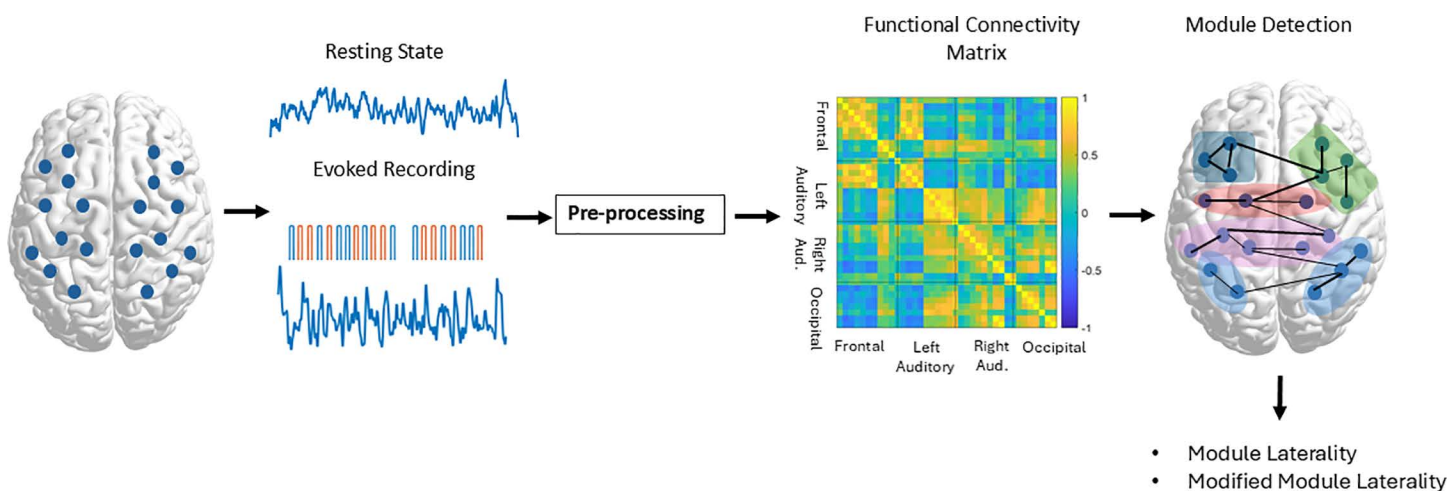 Resting State
Evoked Recording
Pre-processing
Functional Connectivity
Matrix
Frontal
Left
Auditory
Right
Aud.
Occipital
1
0.5
0
-0.5
-1
Frontal
Left
Auditory
Right
Aud.
Occipital
Module Detection
• Module Laterality
• Modified Module Laterality